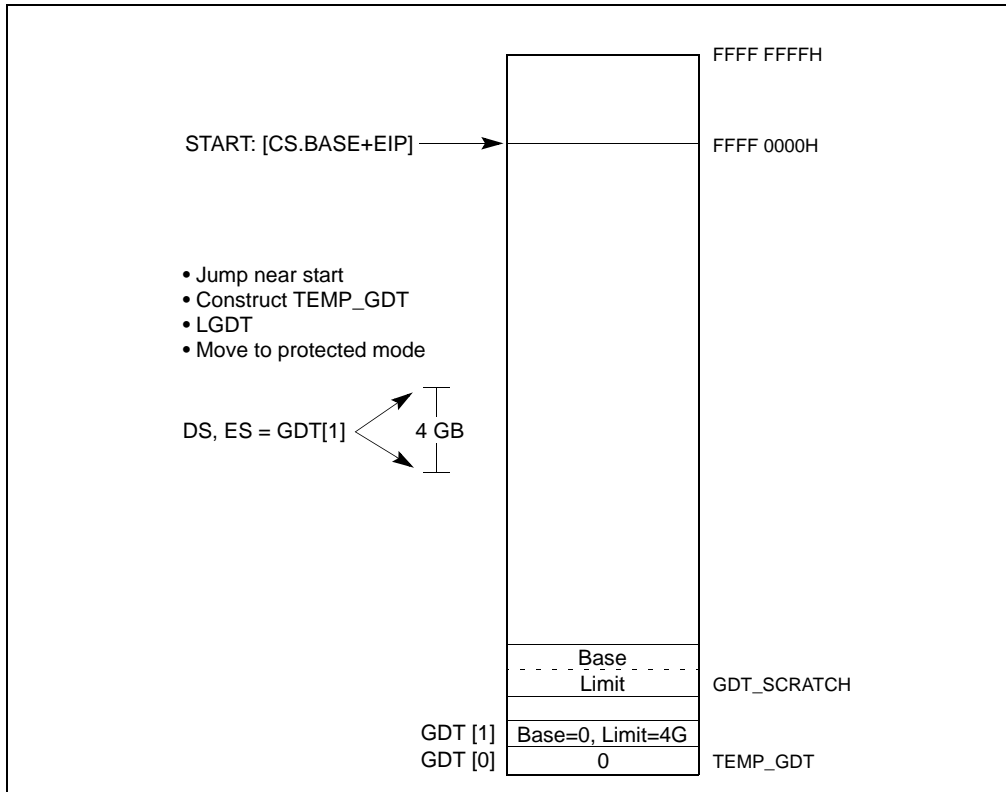 FFFF FFFFH
START: [CS.BASE+EIP]
FFFF 0000H
• Jump near start
• Construct TEMP_GDT
• LGDT
• Move to protected mode
DS, ES = GDT[1]
4 GB
Base
Limit
GDT_SCRATCH
GDT [1]
Base=0, Limit=4G
GDT [0]
0
TEMP_GDT